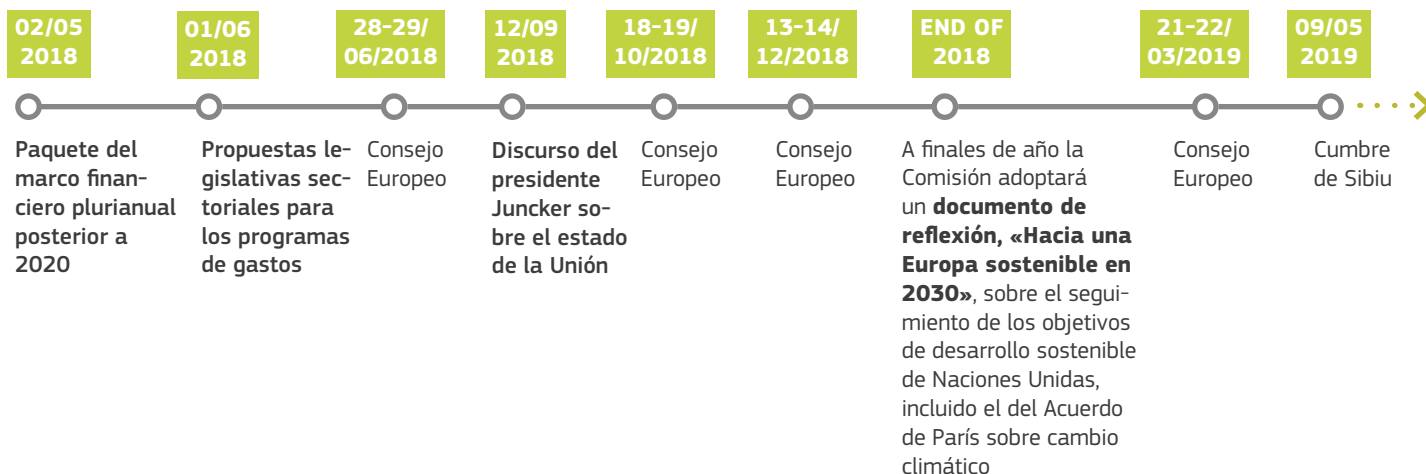 02/05
2018
Paquete del
marco finan-
ciero plurianual
posterior a
2020
01/06
2018
Propuestas le-
gislativas sec-
toriales para
los programas
de gastos
28-29/
06/2018
Consejo
Europeo
12/09
2018
Discurso del
presidente
Juncker so-
bre el estado
de la Unión
18-19/
10/2018
Consejo
Europeo
13-14/
12/2018
Consejo
Europeo
END OF
2018
A finales de año la
Comisión adoptará
un documento de
reflexión, «Hacia una
Europa sostenible en
2030», sobre el segui-
miento de los objetivos
de desarrollo sostenible
de Naciones Unidas,
incluido el del Acuerdo
de París sobre cambio
climático
21-22/
03/2019
Consejo
Europeo
09/05
2019
Cumbre
de Sibiu